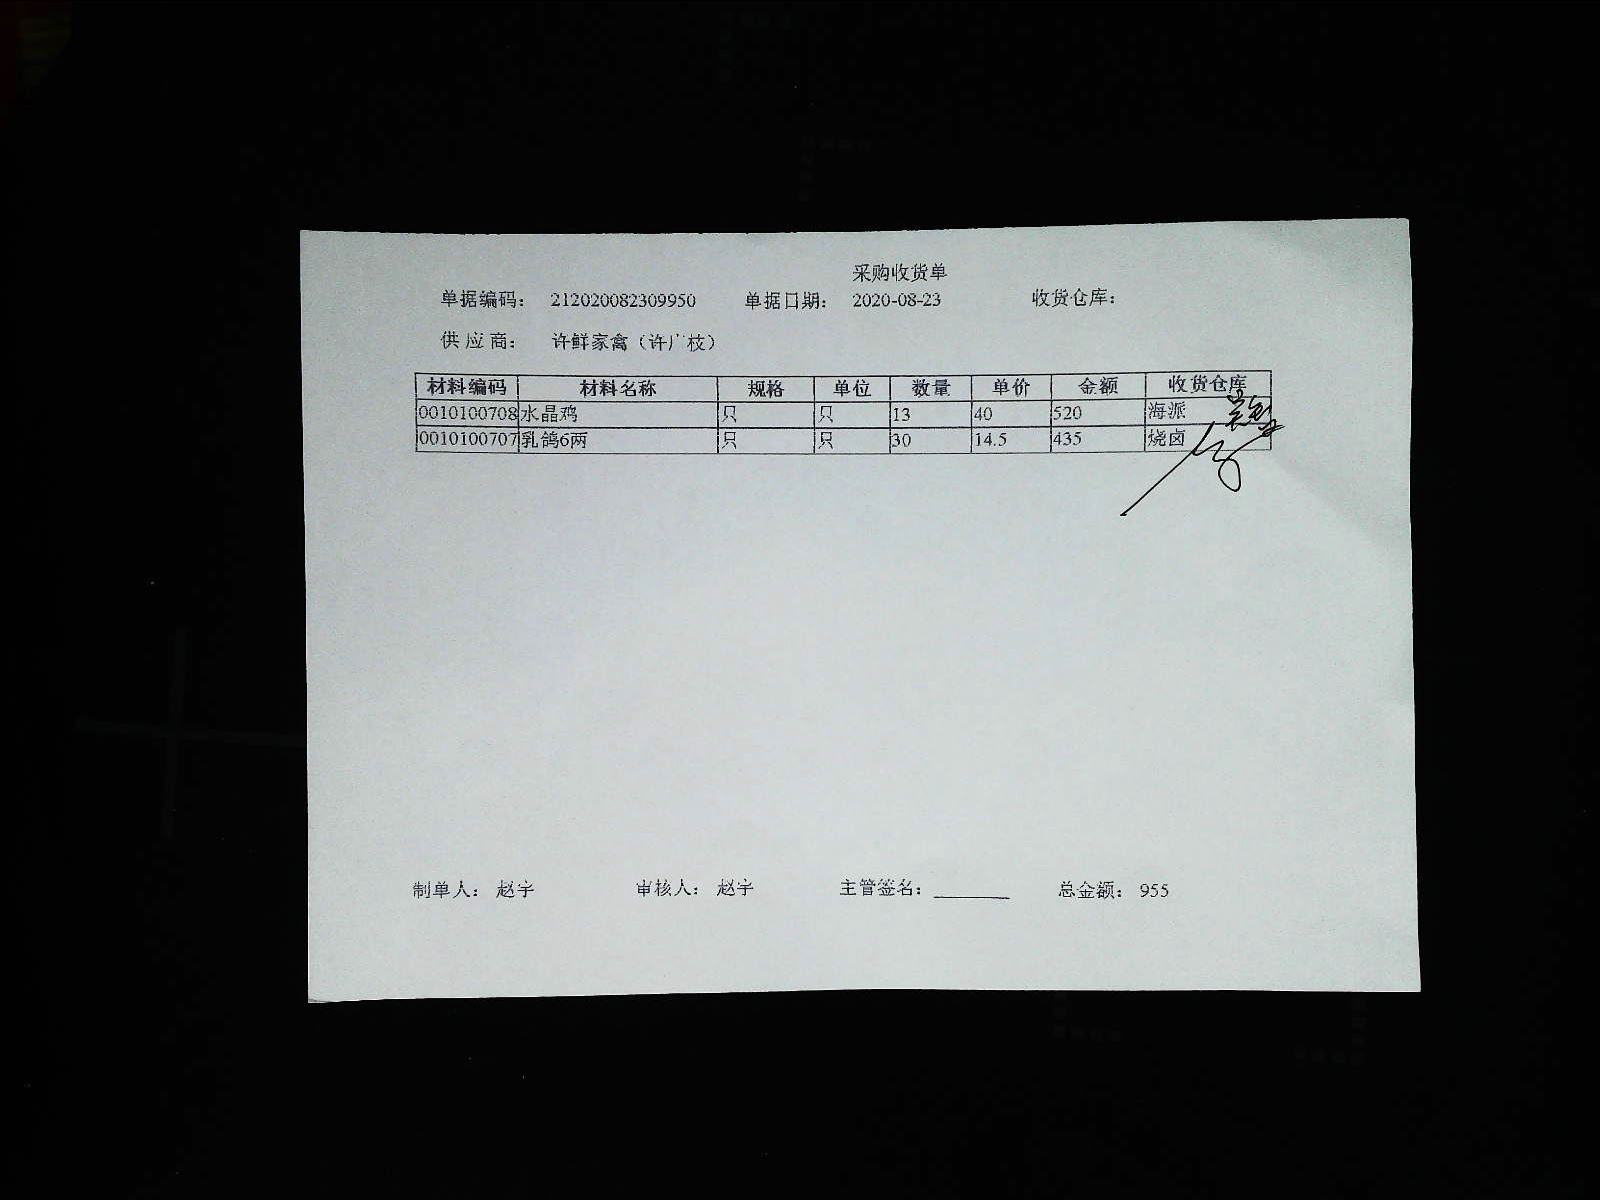 采购收货单
单据编码： 212020082309950 单据日期： 2020-08-23 收货仓库：
供 应 商： 许鲜家禽（许广枝）
材料编码 材料名称 规格 单位 数量 单价 金额 收货仓库
0010100708 水晶鸡 只 只 13 40 520 海派
0010100707 乳鸽6两 只 只 30 14.5 435 烧卤
制单人： 赵宇 审核人： 赵宇 主管签名： 总金额： 955